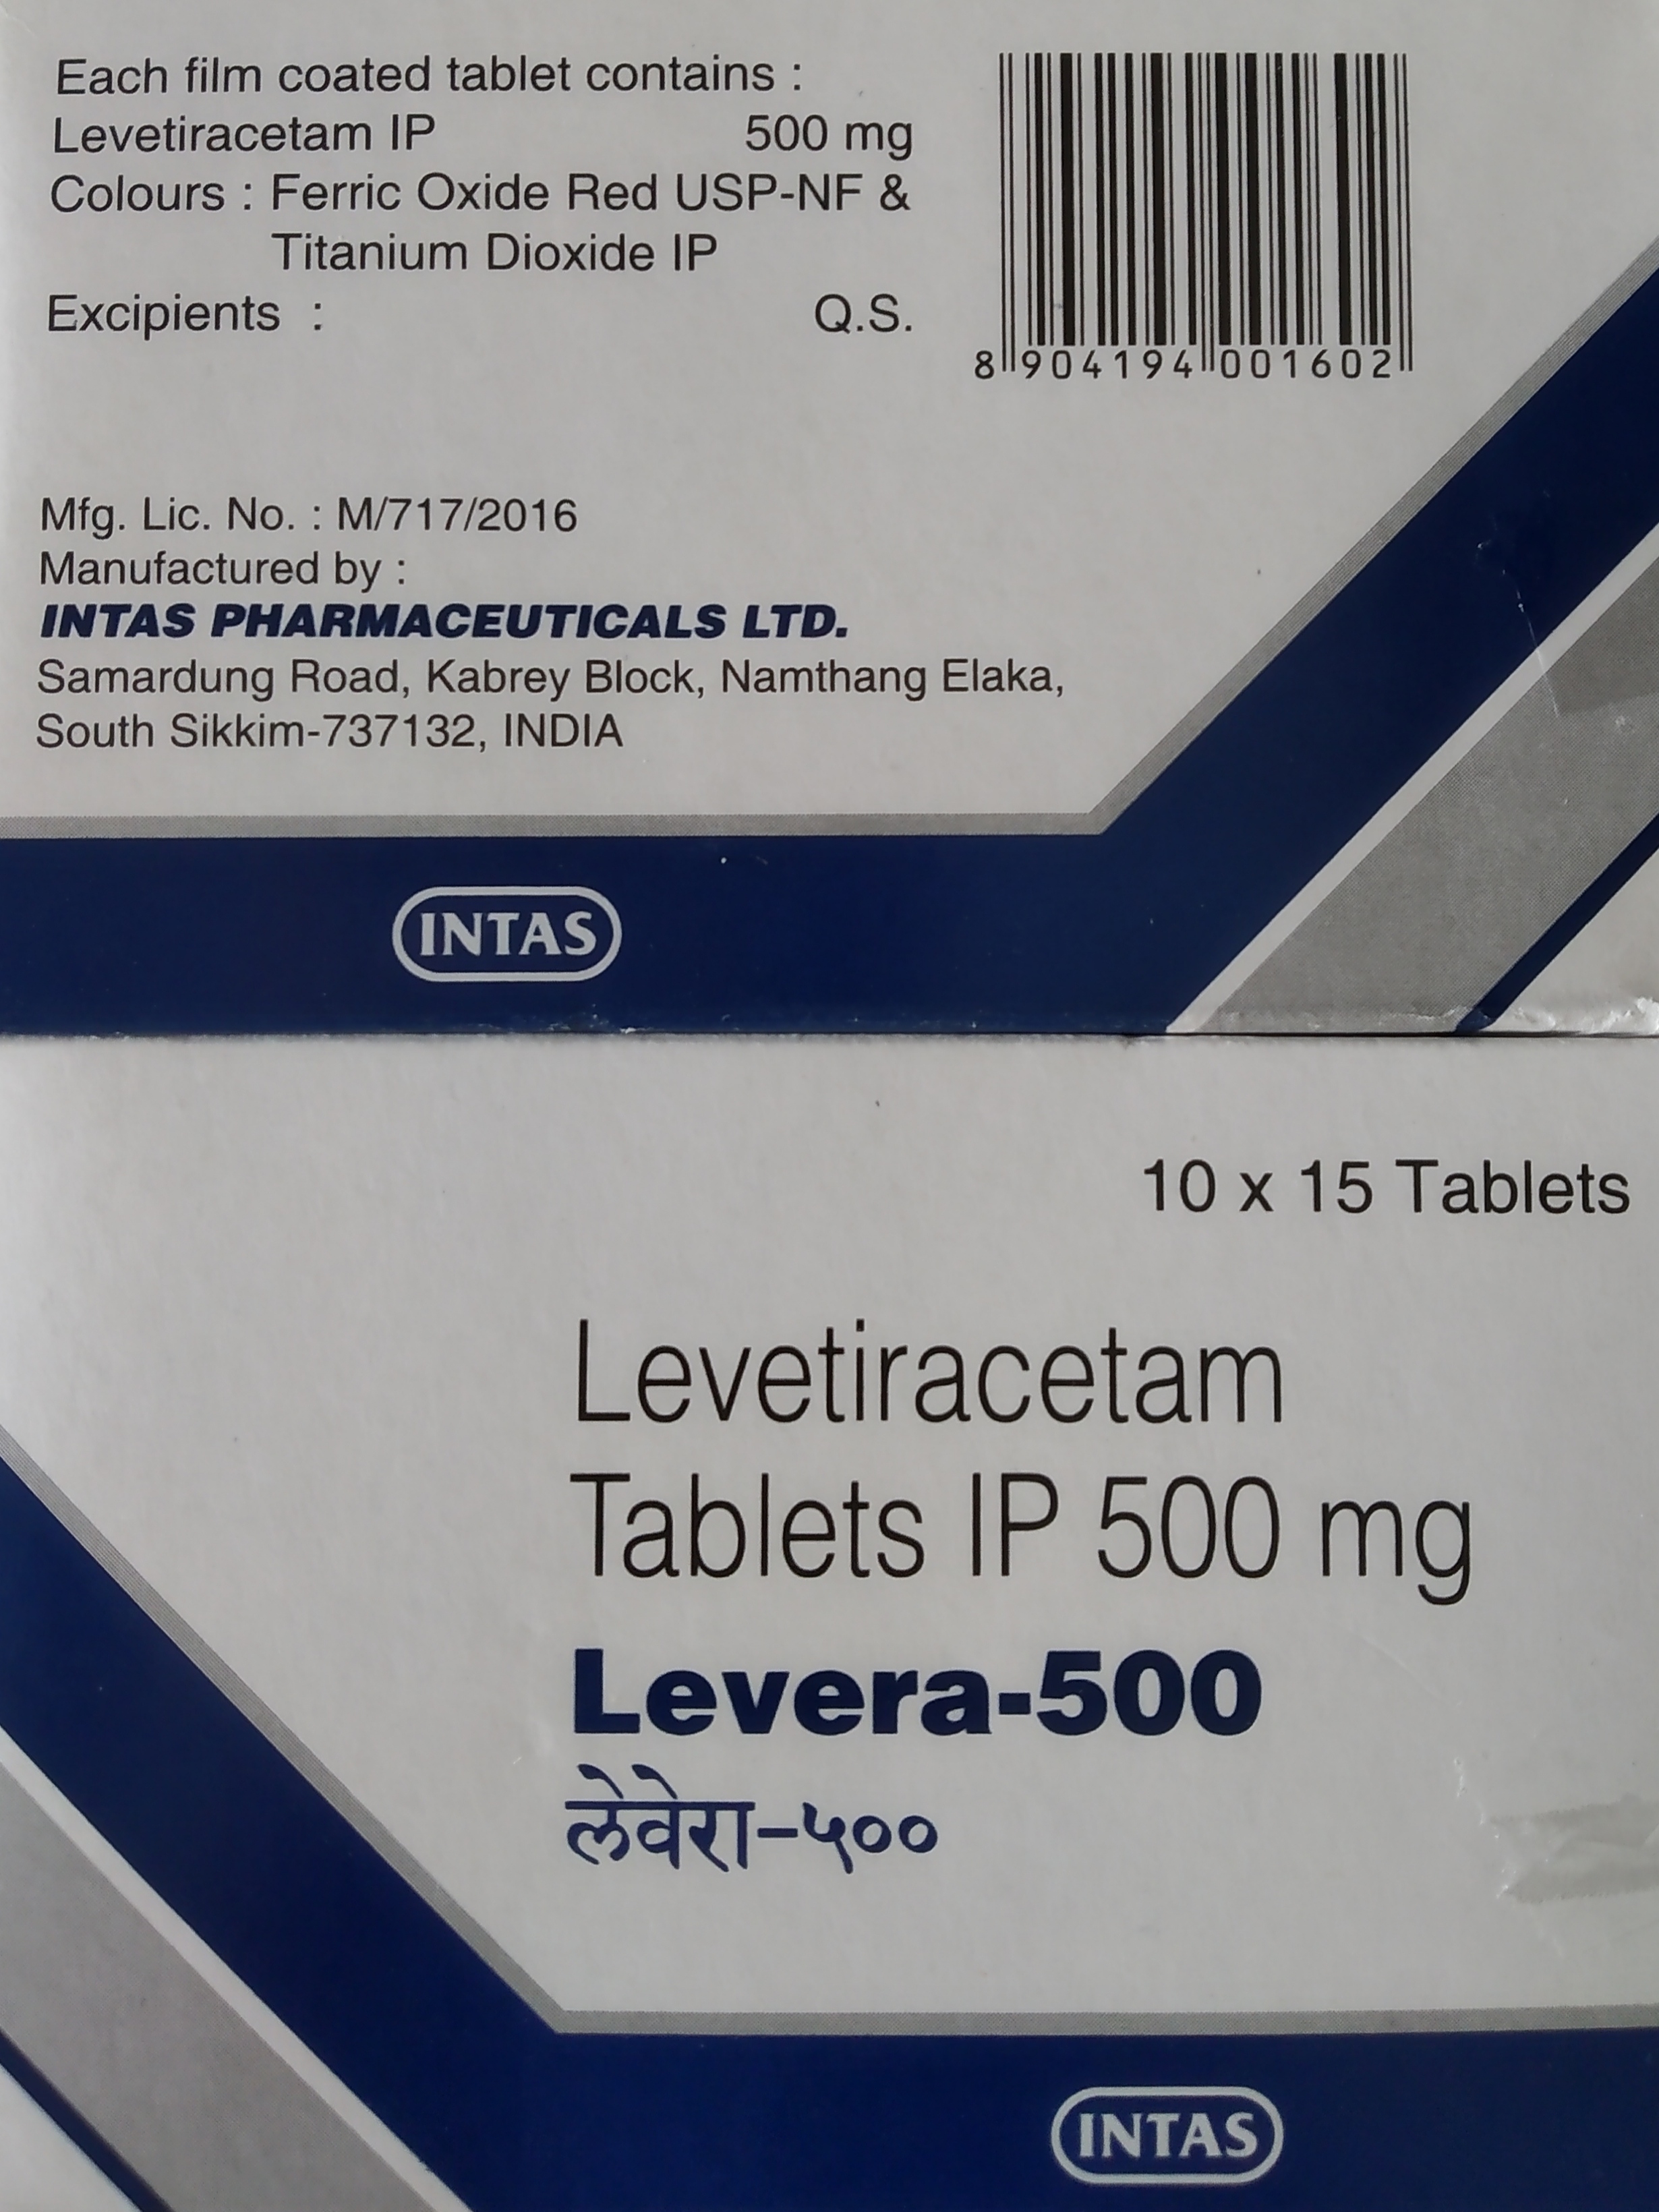 Each film coated tablet contains :
Levetiracetam IP 500 mg
Colours : Ferric Oxide Red USP-NF &
Titanium Dioxide IP
Excipients : Q.S.
8 904194 001602
Mfg. Lic. No. : M/717/2016
Manufactured by :
INTAS PHARMACEUTICALS LTD.
Samardung Road, Kabrey Block, Namthang Elaka,
South Sikkim-737132, INDIA
INTAS
10 x 15 Tablets
Levetiracetam
Tablets IP 500 mg
Levera-500
लेवेरा-५००
INTAS